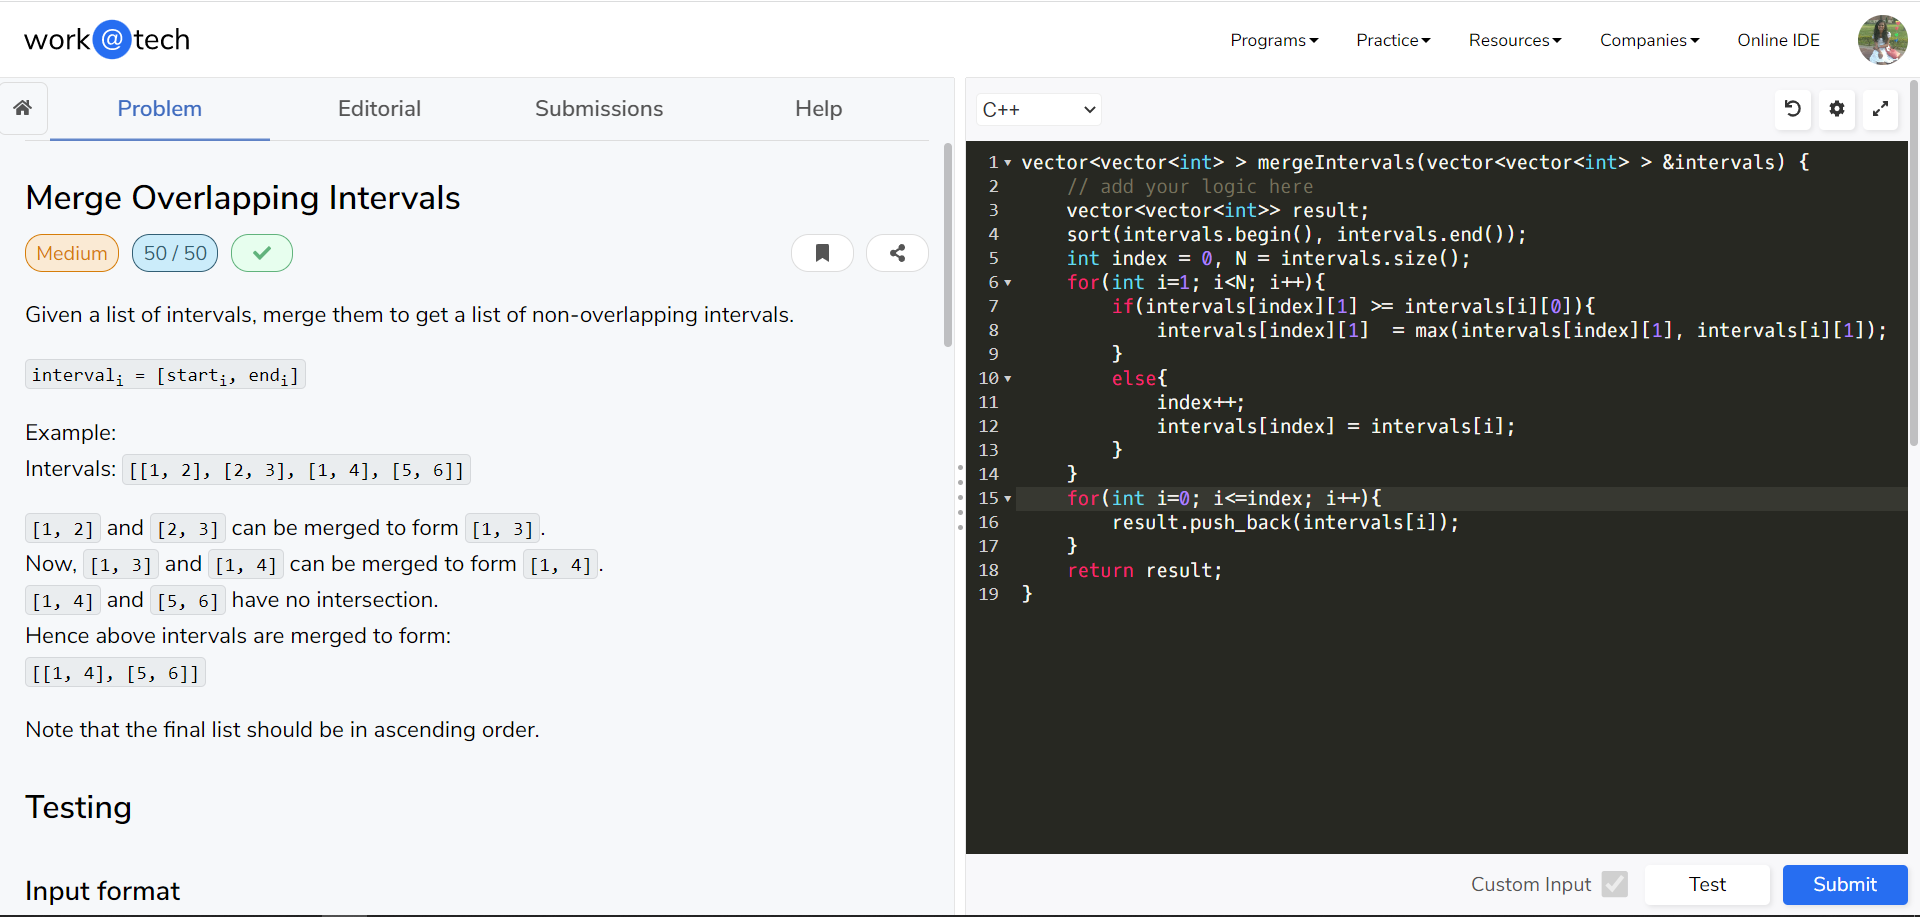 work@tech
Programs Practice Resources Companies Online IDE
Problem Editorial Submissions Help
Merge Overlapping Intervals
Medium 50 / 50
Given a list of intervals, merge them to get a list of non-overlapping intervals.
intervali = [starti, endi]
Example:
Intervals: [[1, 2], [2, 3], [1, 4], [5, 6]]
[1, 2] and [2, 3] can be merged to form [1, 3].
Now, [1, 3] and [1, 4] can be merged to form [1, 4].
[1, 4] and [5, 6] have no intersection.
Hence above intervals are merged to form:
[[1, 4], [5, 6]]
Note that the final list should be in ascending order.
Testing
Input format
C++
1 vector<vector<int> > mergeIntervals(vector<vector<int> > &intervals) {
2     // add your logic here
3     vector<vector<int>> result;
4     sort(intervals.begin(), intervals.end());
5     int index = 0, N = intervals.size();
6     for(int i=1; i<N; i++){
7         if(intervals[index][1] >= intervals[i][0]){
8             intervals[index][1]  = max(intervals[index][1], intervals[i][1]);
9         }
10         else{
11             index++;
12             intervals[index] = intervals[i];
13         }
14     }
15     for(int i=0; i<=index; i++){
16         result.push_back(intervals[i]);
17     }
18     return result;
19 }
Custom Input Test Submit